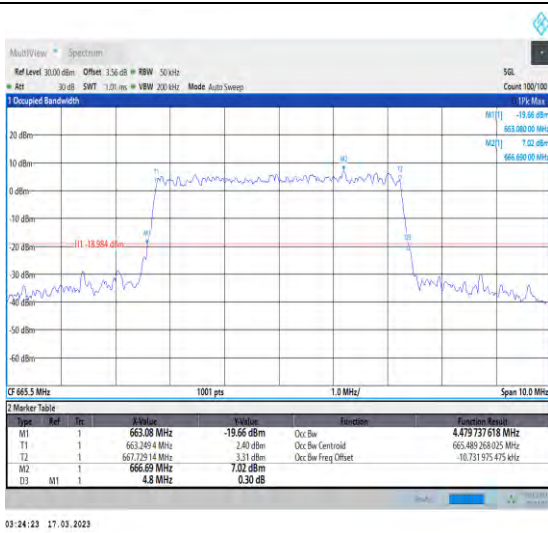 MultiView Spectrum
Ref Level 30.00 dBm Offset 3.56 dB RBW 50 kHz SGL
Att 30 dB SWT 1.01 ms VBW 200 kHz Mode Auto Sweep Count 100/100
1 Occupied Bandwidth 1Pk Max
M1[1] -19.66 dBm
663.080 00 MHz
M2[1] 7.02 dBm
666.690 00 MHz
20 dBm
10 dBm
M2
T1
T2
0 dBm
-10 dBm
M1
D3
-20 dBm
H1 -18.984 dBm
-30 dBm
-40 dBm
-50 dBm
-60 dBm
CF 665.5 MHz 1001 pts 1.0 MHz/ Span 10.0 MHz
2 Marker Table
Type Ref Trc X-Value Y-Value Function Function Result
M1 1 663.08 MHz -19.66 dBm Occ Bw 4.479 737 618 MHz
T1 1 663.249 4 MHz 2.40 dBm Occ Bw Centroid 665.489 268 025 MHz
T2 1 667.729 14 MHz 3.31 dBm Occ Bw Freq Offset -10.731 975 475 kHz
M2 1 666.69 MHz 7.02 dBm
D3 M1 1 4.8 MHz 0.30 dB
03:24:23 17.03.2023